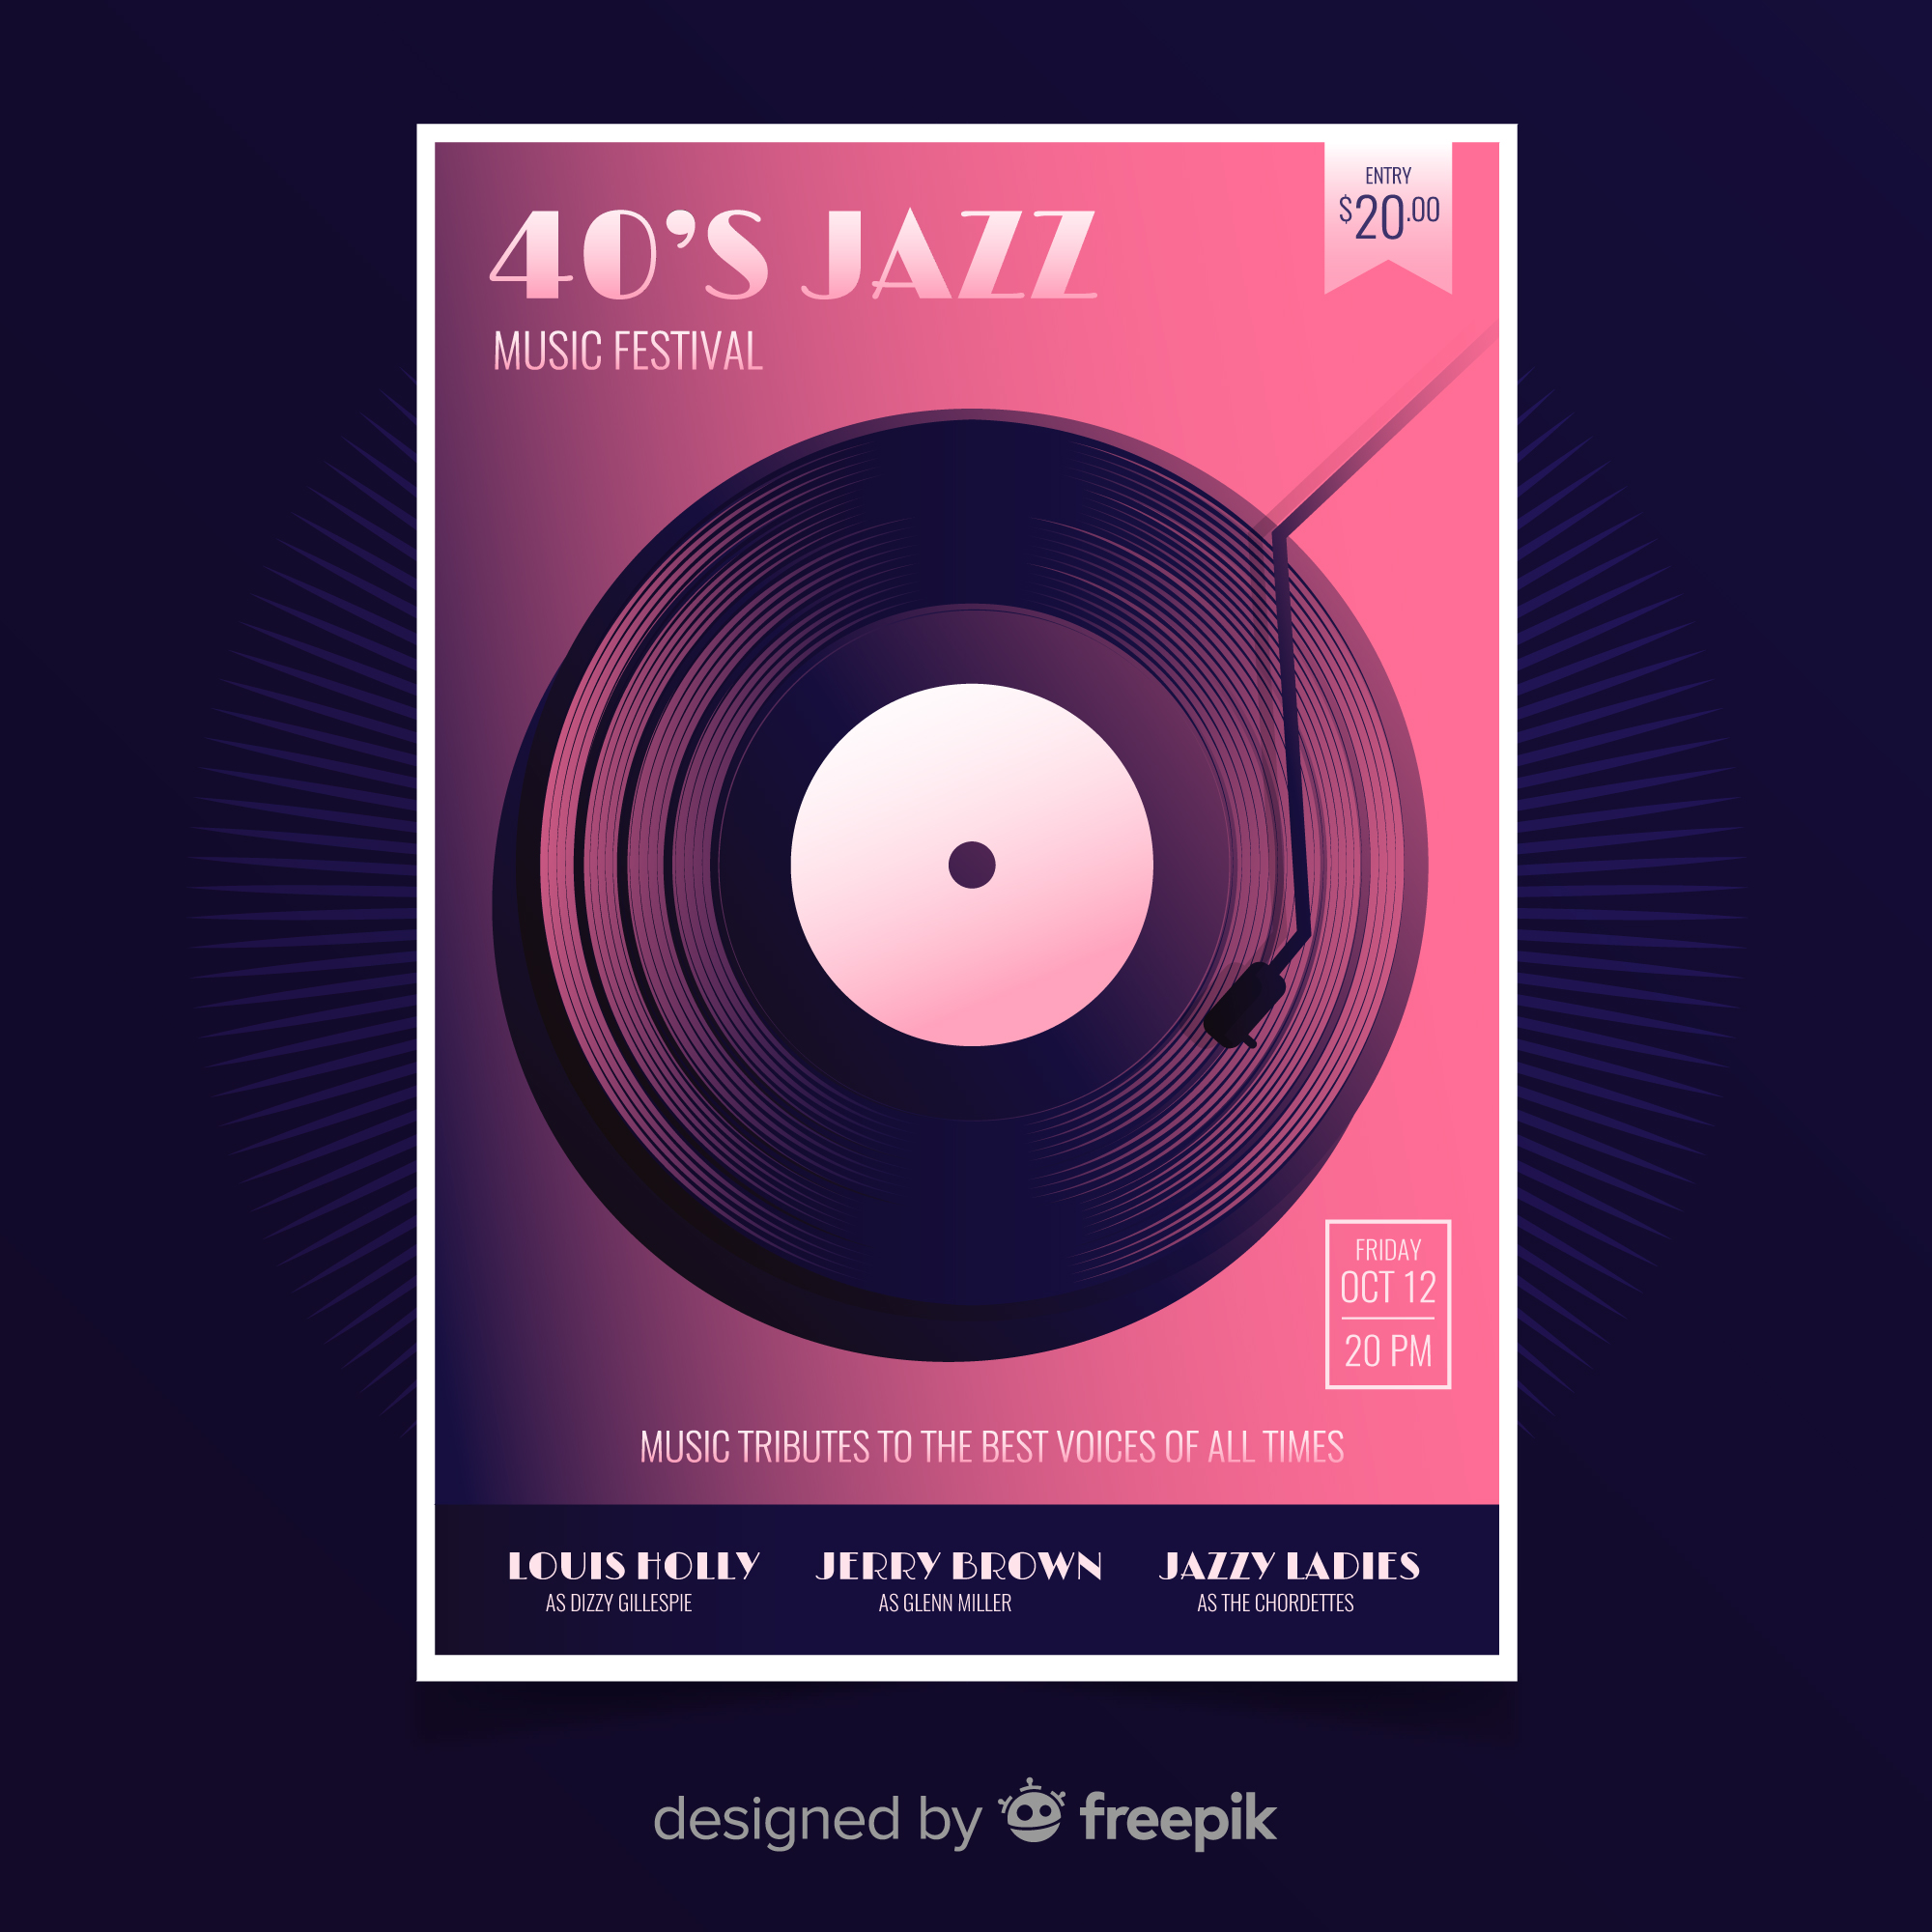 40'S JAZZ
MUSIC FESTIVAL
ENTRY
$20.00
FRIDAY
OCT 12
20 PM
MUSIC TRIBUTES TO THE BEST VOICES OF ALL TIMES
LOUIS HOLLY
AS DIZZY GILLESPIE
JERRY BROWN
AS GLENN MILLER
JAZZY LADIES
AS THE CHORDETTES
designed by freepik